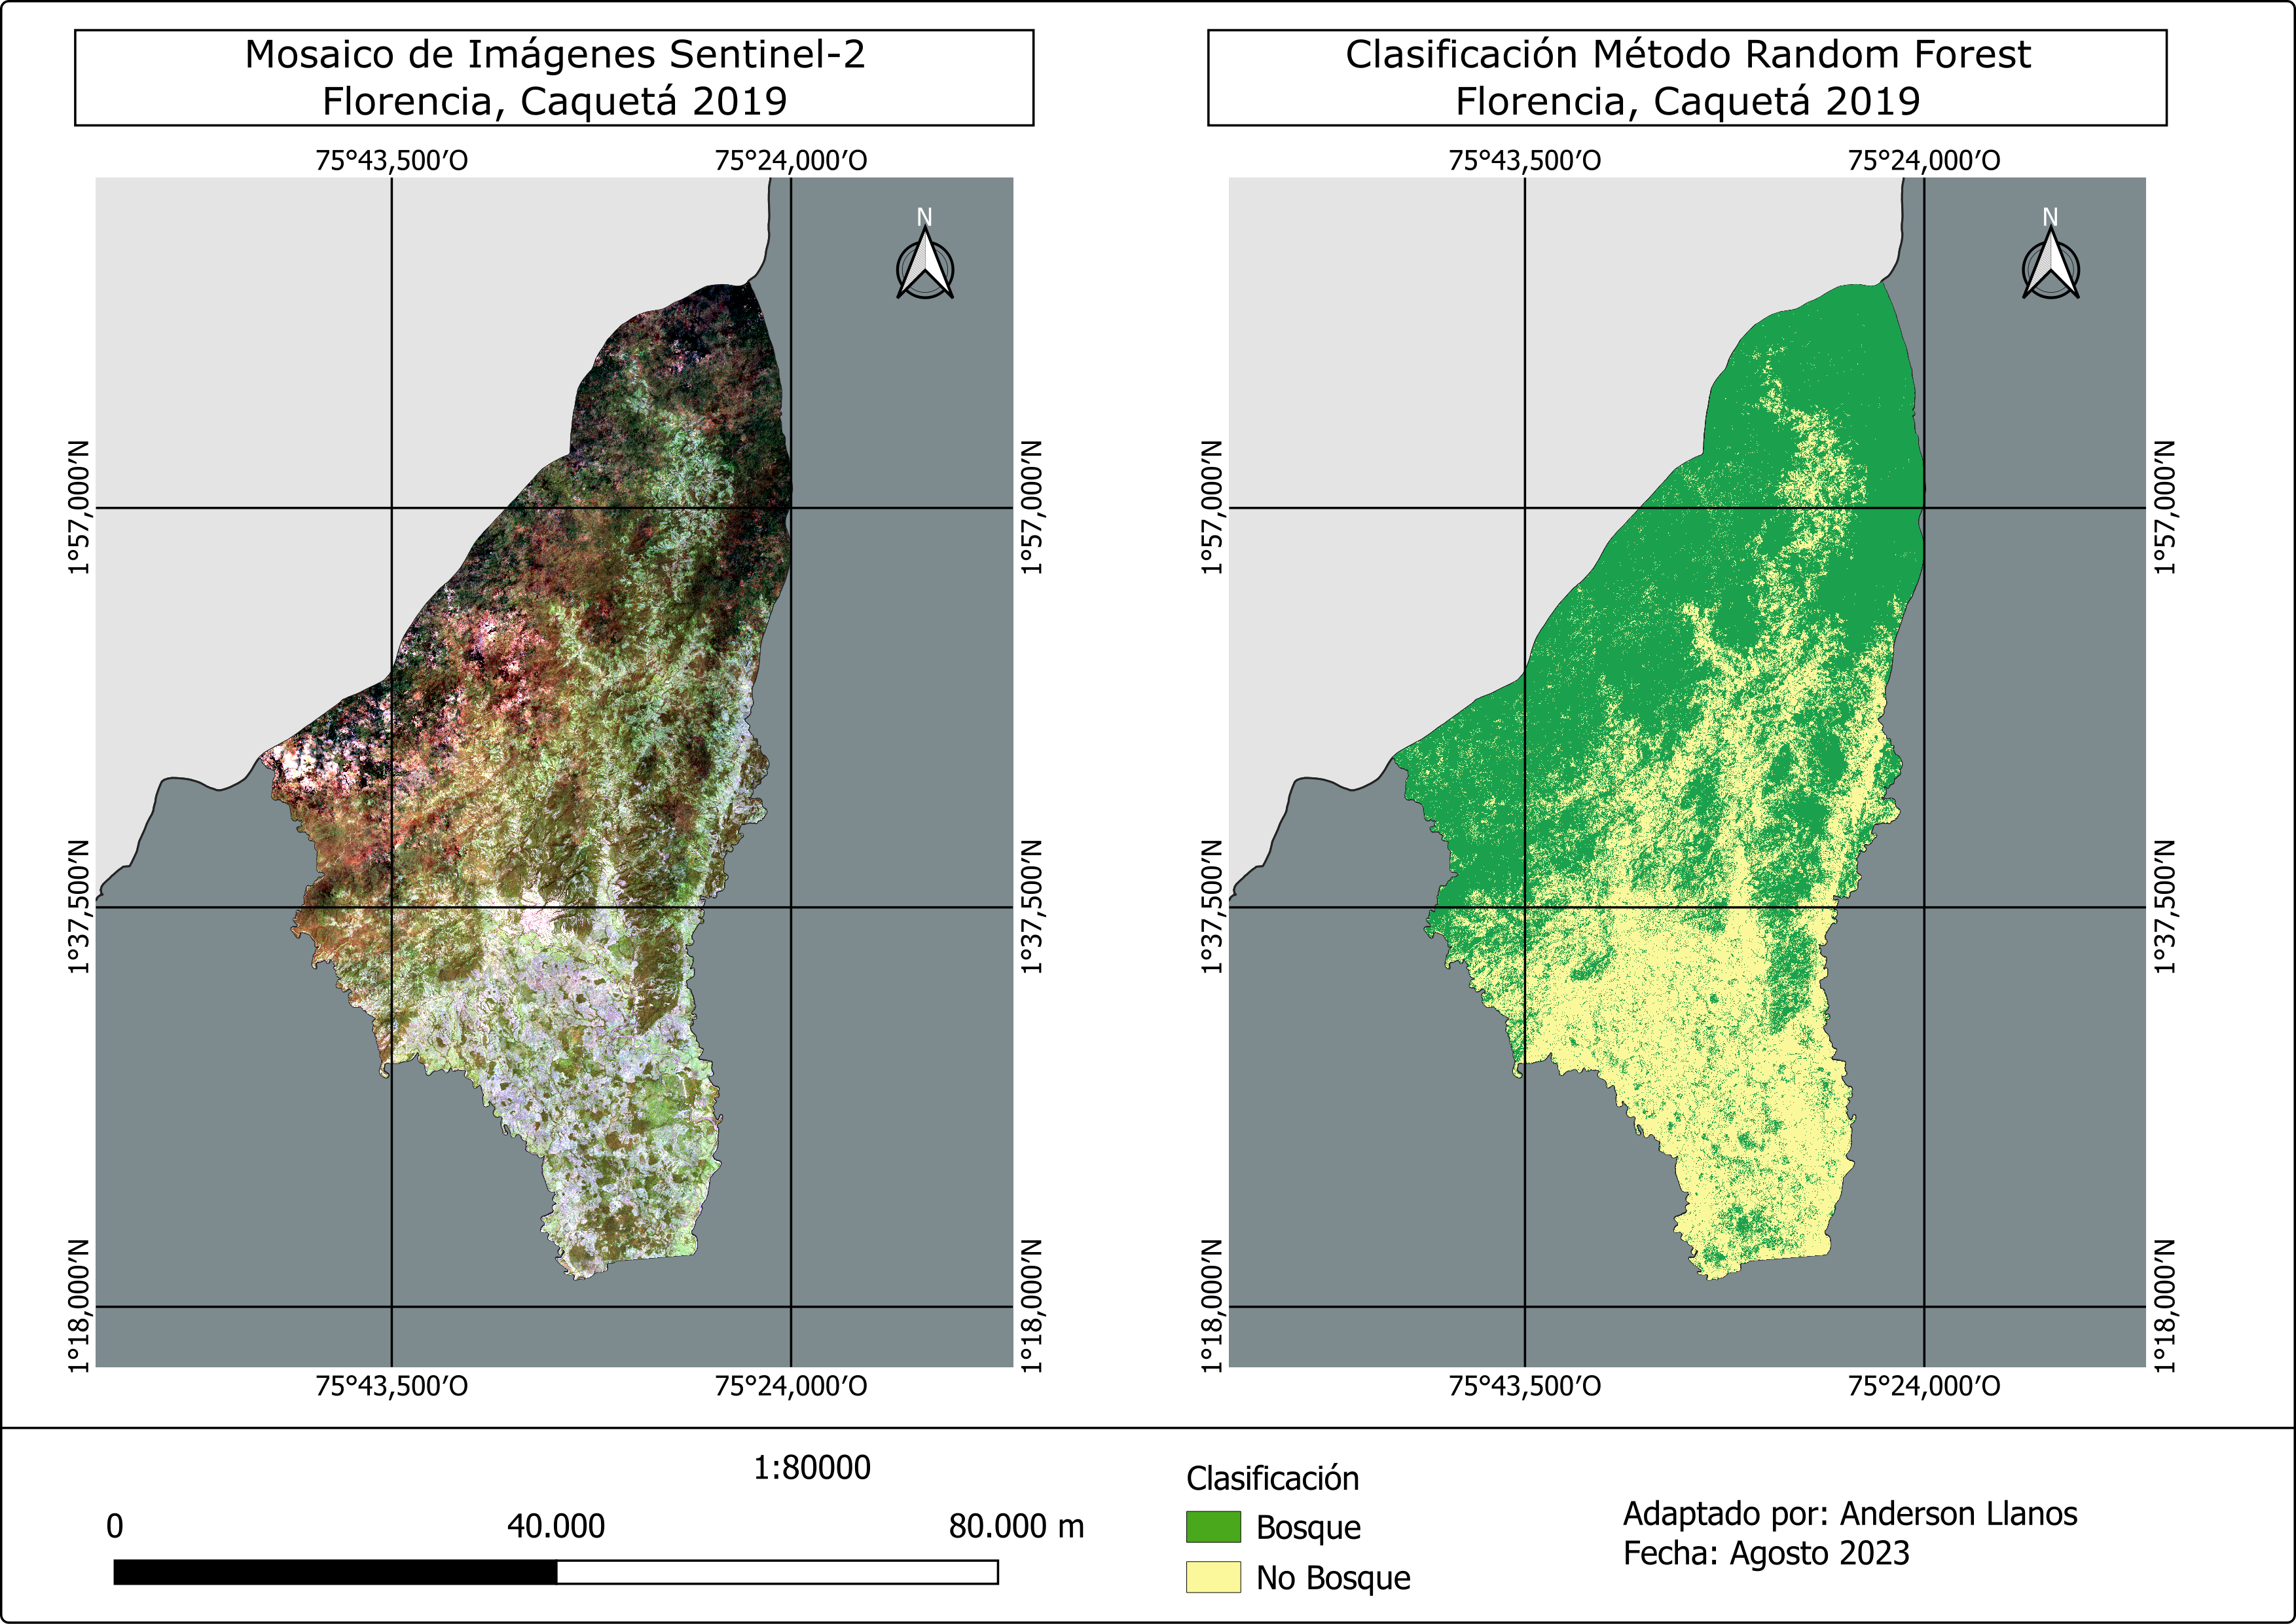 Mosaico de Imágenes Sentinel-2
Florencia, Caquetá 2019
75°43,500′O
75°24,000′O
N
1°57,000′N
1°57,000′N
1°37,500′N
1°37,500′N
1°18,000′N
1°18,000′N
75°43,500′O
75°24,000′O
Clasificación Método Random Forest
Florencia, Caquetá 2019
75°43,500′O
75°24,000′O
N
1°57,000′N
1°57,000′N
1°37,500′N
1°37,500′N
1°18,000′N
1°18,000′N
75°43,500′O
75°24,000′O
1:80000
0
40.000
80.000 m
Clasificación
Bosque
No Bosque
Adaptado por: Anderson Llanos
Fecha: Agosto 2023